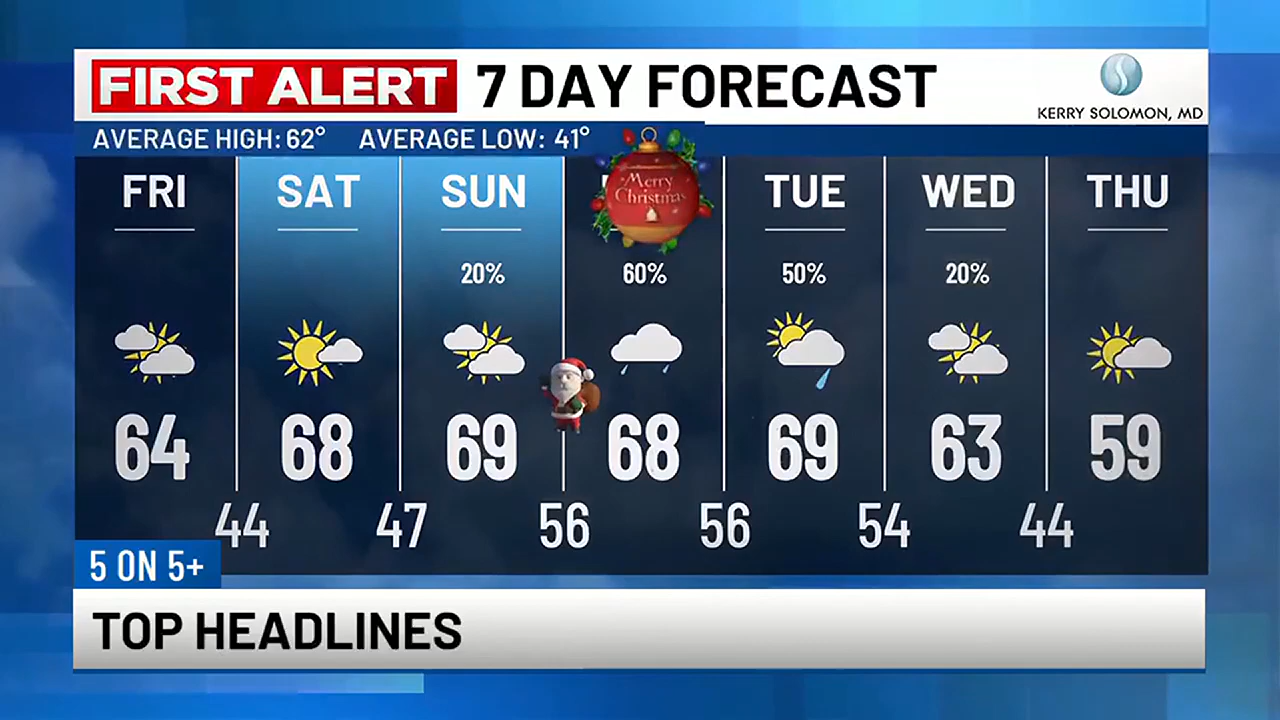 FIRST ALERT 7 DAY FORECAST
KERRY SOLOMON, MD
AVERAGE HIGH: 62° AVERAGE LOW: 41°
FRI SAT SUN TUE WED THU
Merry
Christmas
20% 60% 50% 20%
64 68 69 68 69 63 59
44 47 56 56 54 44
5 ON 5+
TOP HEADLINES